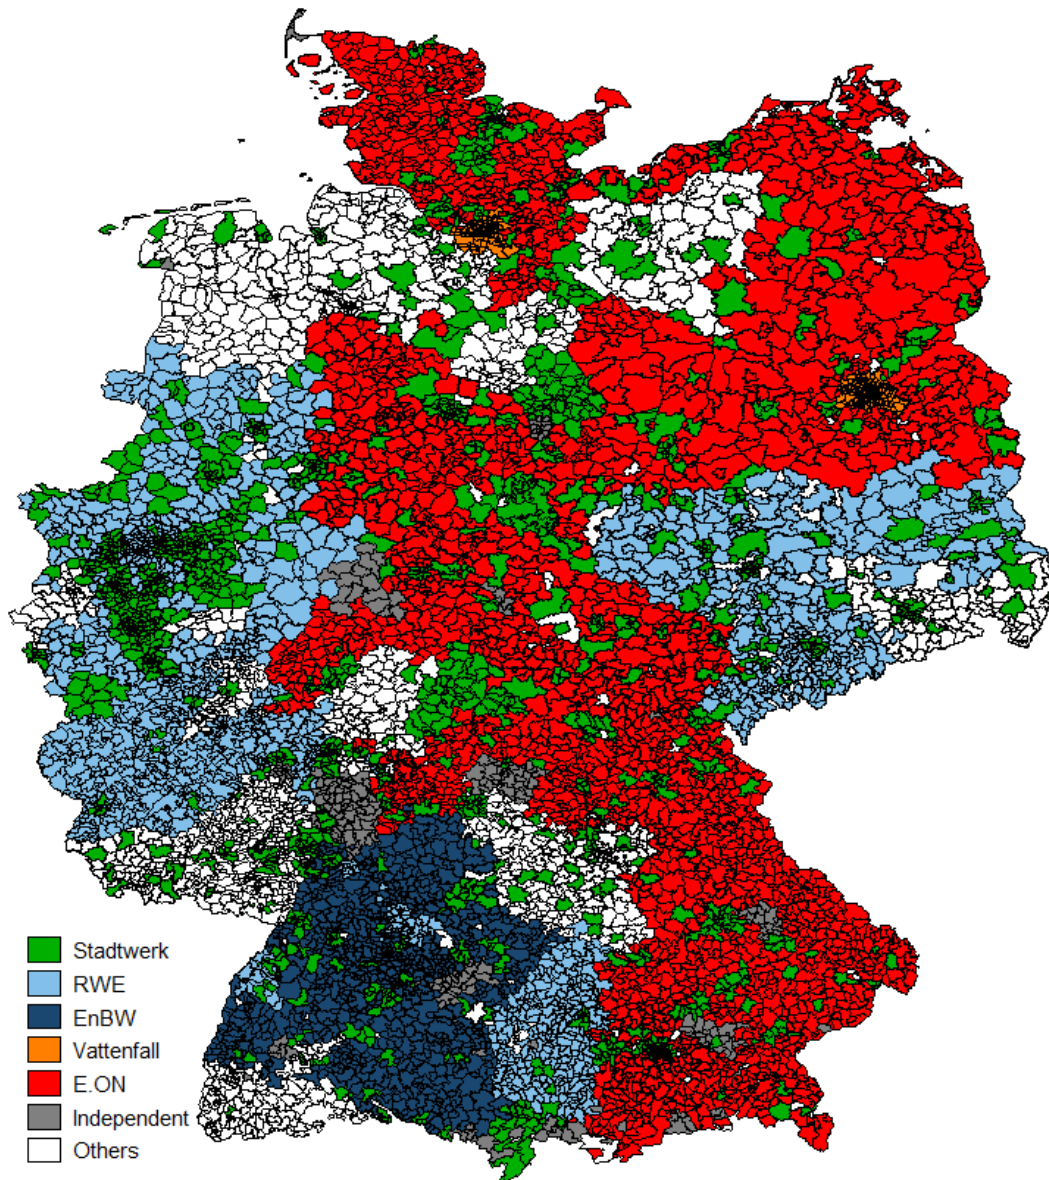 Stadtwerk
RWE
EnBW
Vattenfall
E.ON
Independent
Others